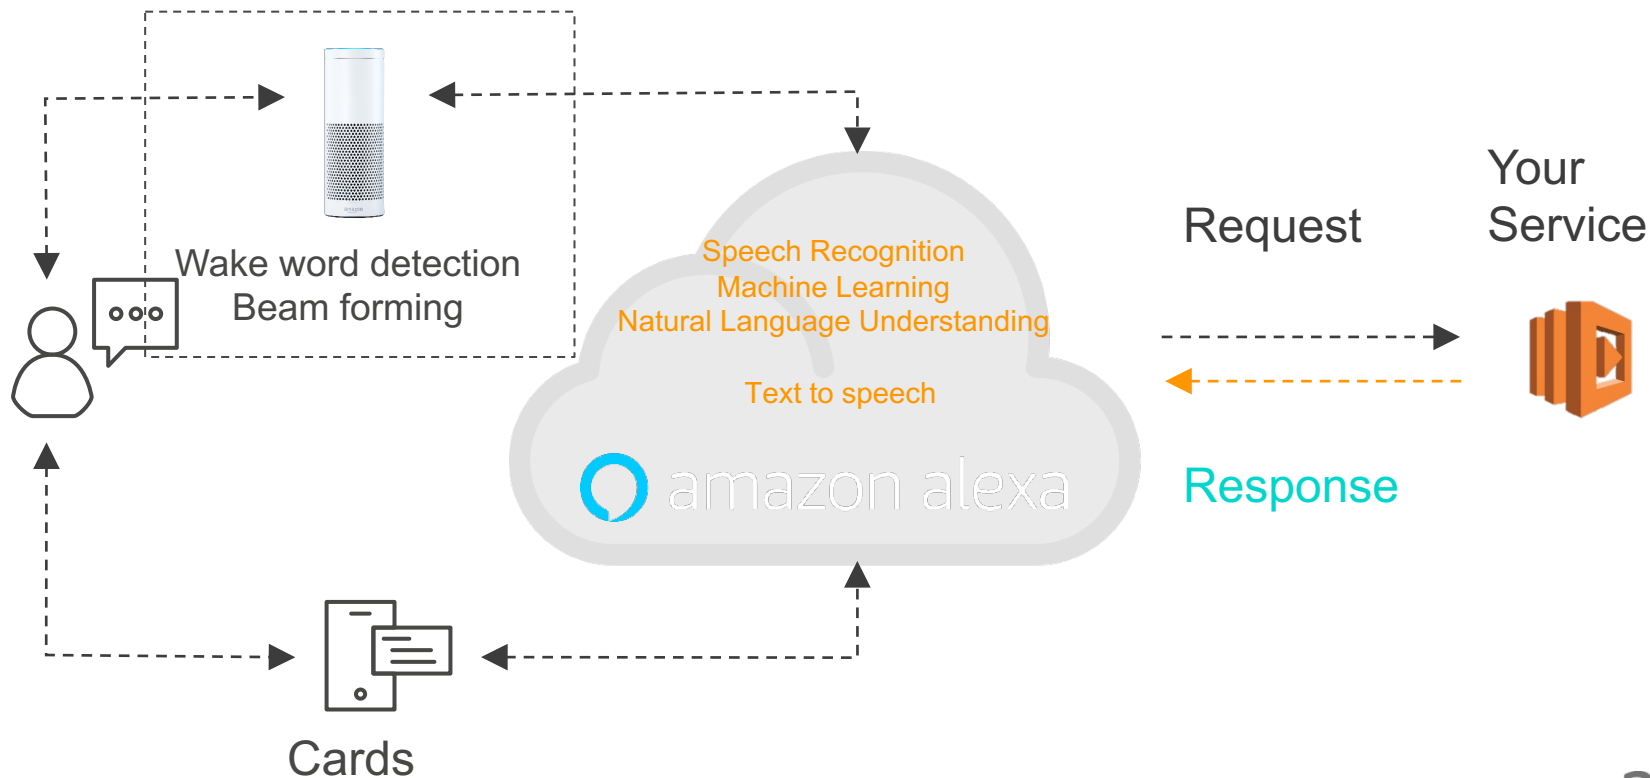 Wake word detection
Beam forming
Speech Recognition
Machine Learning
Natural Language Understanding
Text to speech
amazon alexa
Request
Response
Your
Service
Cards